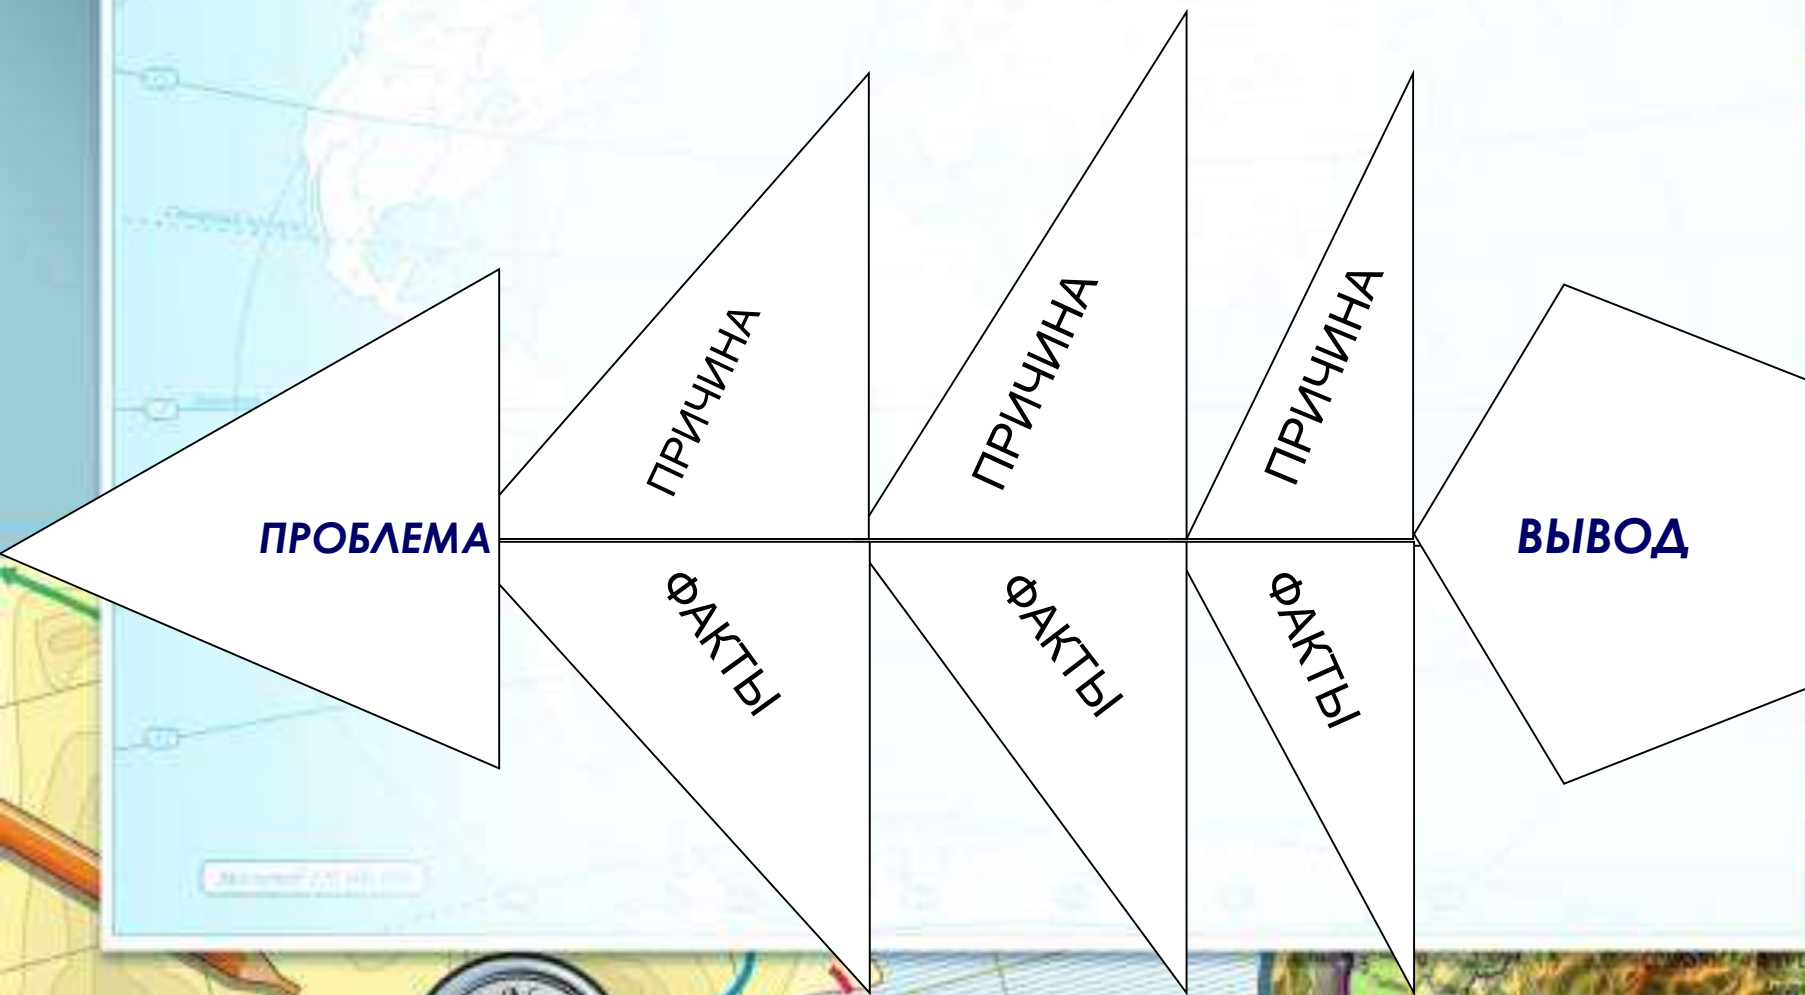 ПРИЧИНА
ПРИЧИНА
ПРИЧИНА
ПРОБЛЕМА
ВЫВОД
ФАКТЫ
ФАКТЫ
ФАКТЫ